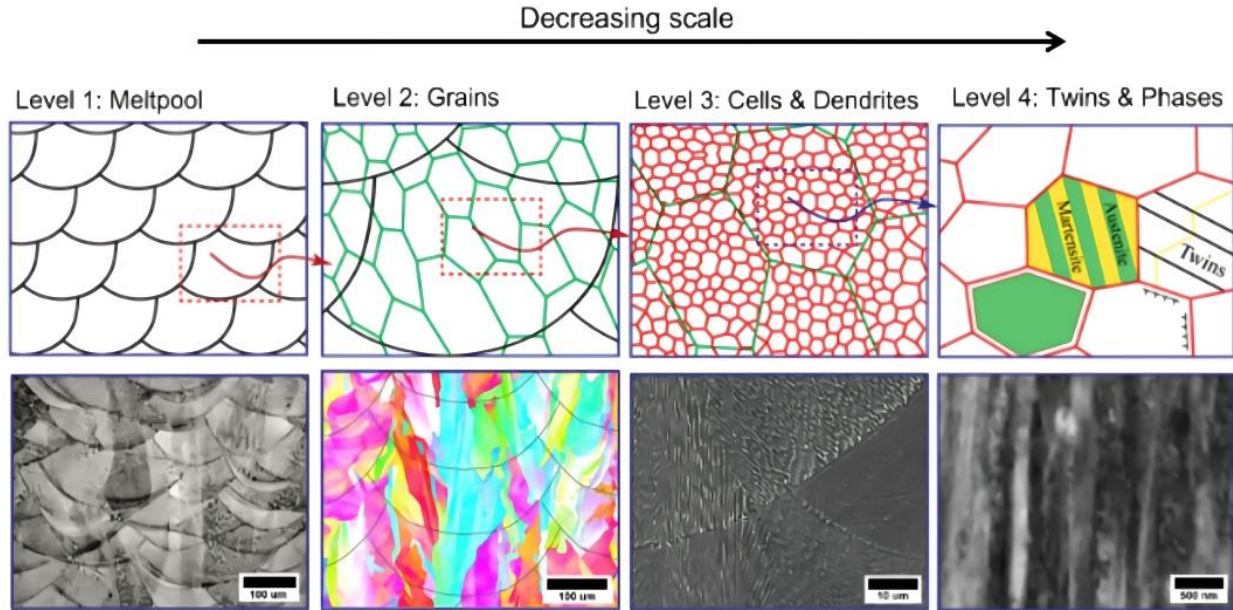 Decreasing scale
Level 1: Meltpool
Level 2: Grains
Level 3: Cells & Dendrites
Level 4: Twins & Phases
Martensite
Austenite
Twins
100 um
100 um
10 um
500 nm